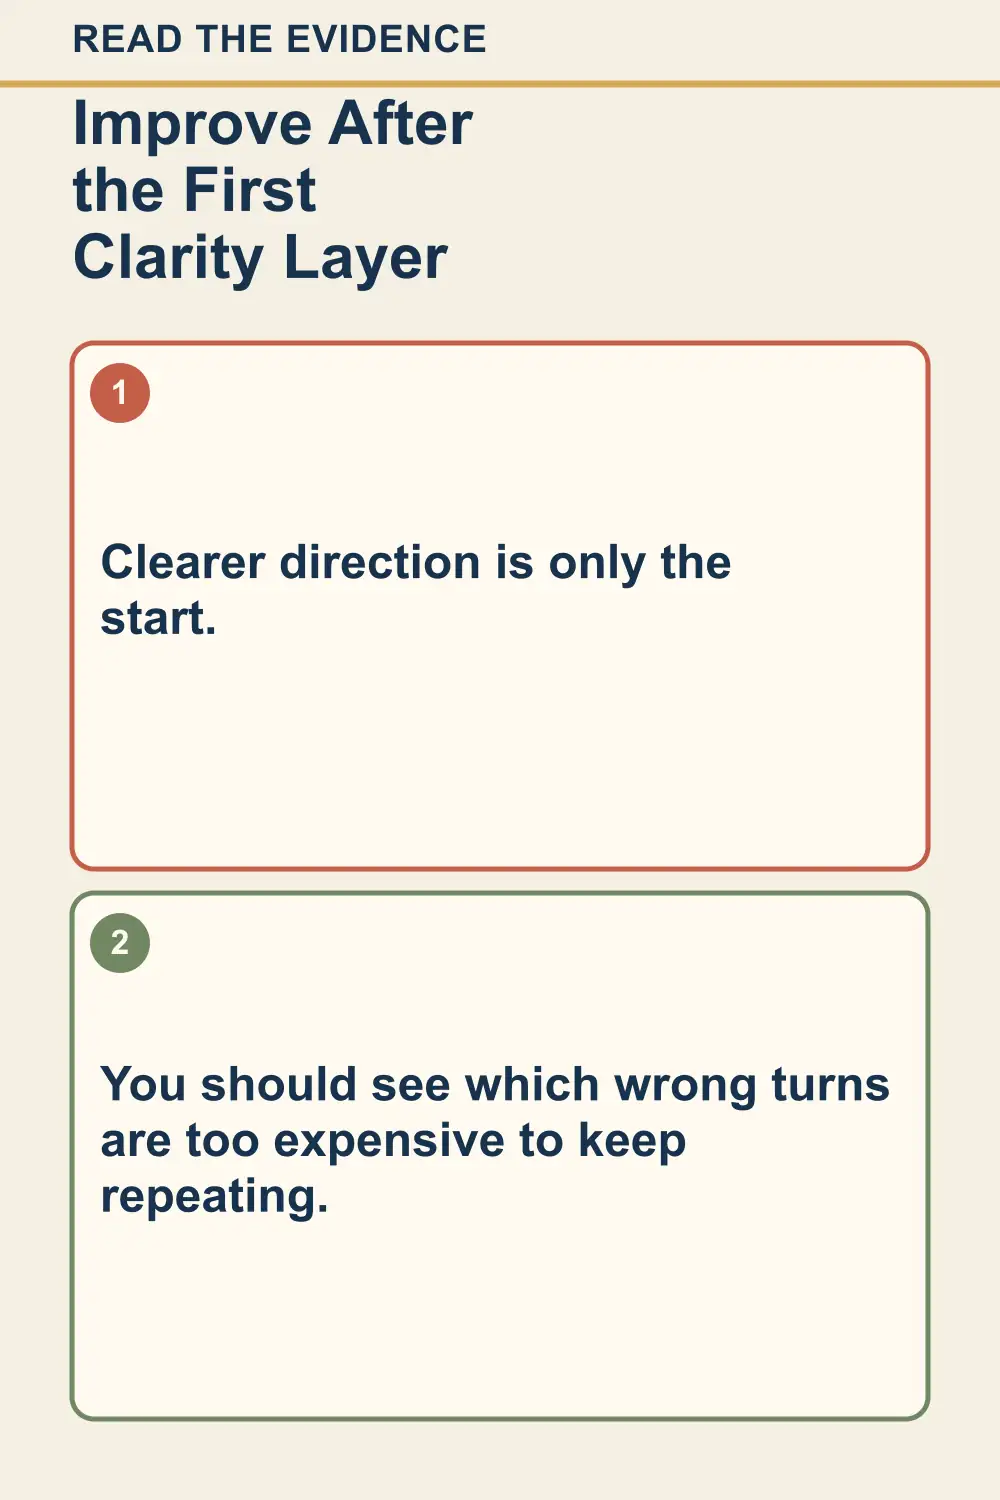 READ THE EVIDENCE
Improve After
the First
Clarity Layer
1
Clearer direction is only the
start.
2
You should see which wrong turns
are too expensive to keep
repeating.